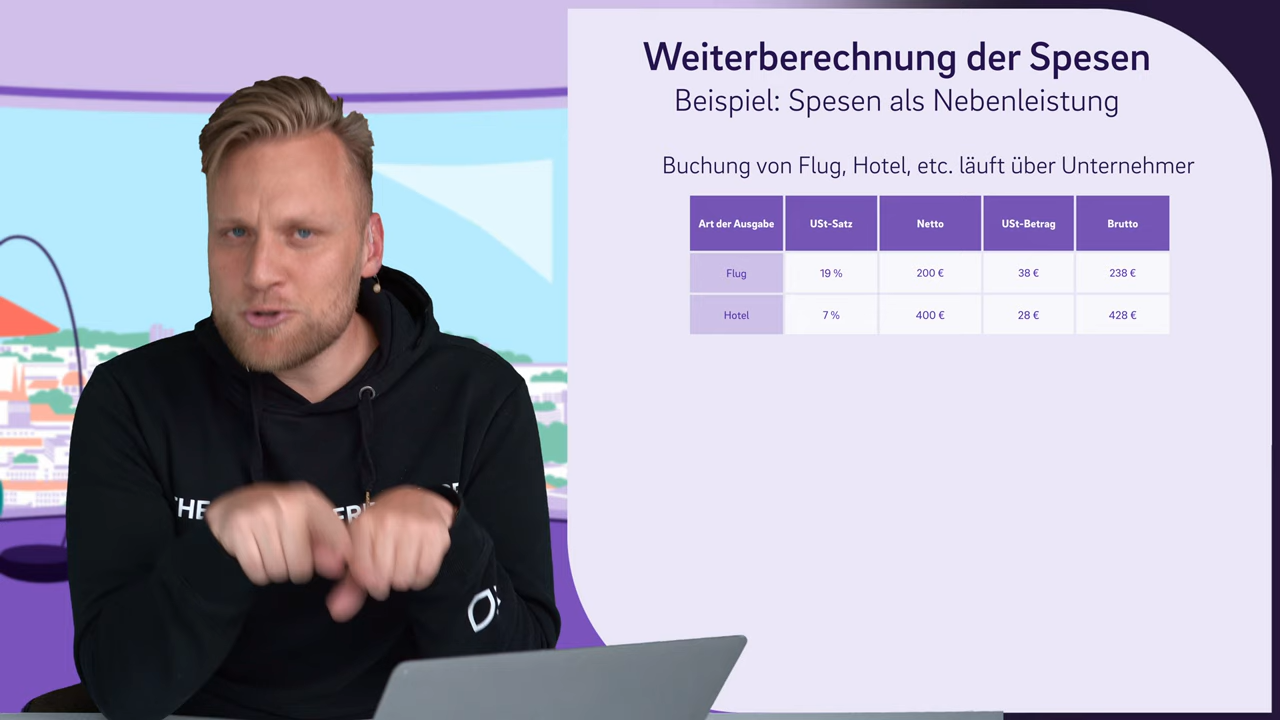 Weiterberechnung der Spesen
Beispiel: Spesen als Nebenleistung
Buchung von Flug, Hotel, etc. läuft über Unternehmer
Art der Ausgabe USt-Satz Netto USt-Betrag Brutto
Flug 19 % 200 € 38 € 238 €
Hotel 7 % 400 € 28 € 428 €